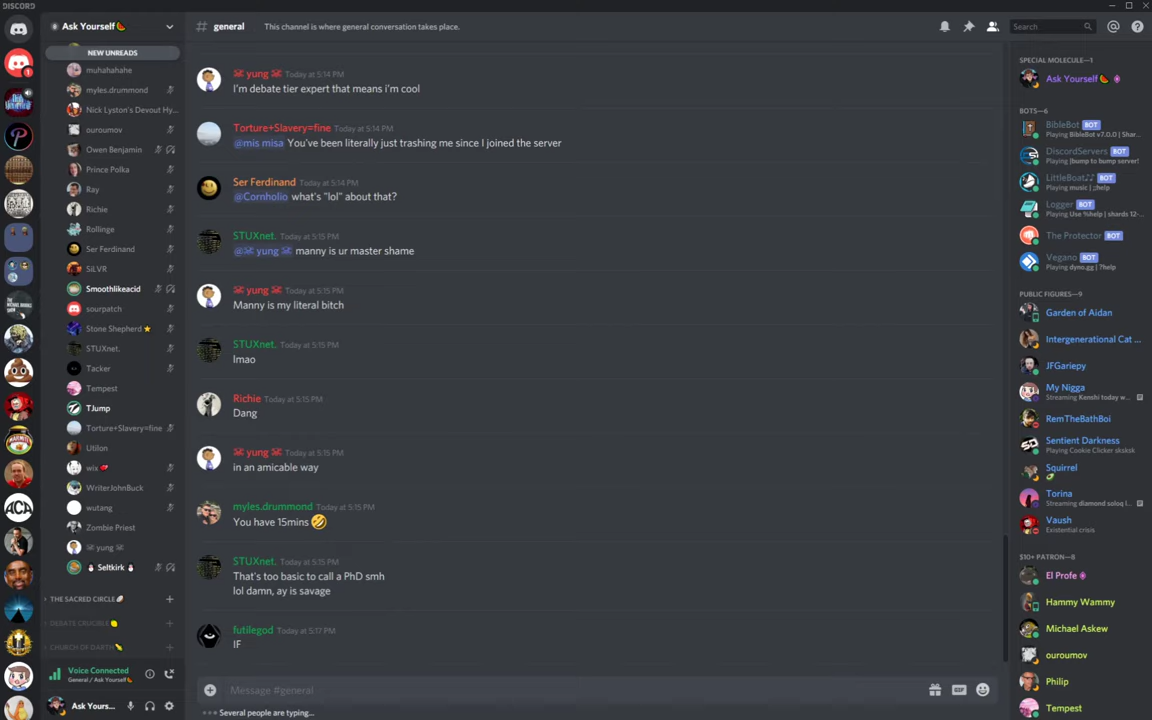 DISCORD
Ask Yourself🍉
NEW UNREADS
muhahahahe
myles.drummond
Nick Lyston's Devout Hy...
ouroumov
Owen Benjamin
Prince Polka
Ray
Richie
Rollinge
Ser Ferdinand
SiLVR
Smoothlikeacid
sourpatch
Stone Shepherd⭐
STUXnet.
Tacker
Tempest
TJump
Torture+Slavery=fine
Utilon
wix
WriterJohnBuck
wutang
Zombie Priest
yung
Seltkirk
THE SACRED CIRCLE
DEBATE CRUCIBLE
CHURCH OF DARTH
Voice Connected
General / Ask Yourself🍉
Ask Yours...
# general
This channel is where general conversation takes place.
Search
yung Today at 5:14 PM
I'm debate tier expert that means i'm cool
Torture+Slavery=fine Today at 5:14 PM
@mis misa You've been literally just trashing me since I joined the server
Ser Ferdinand Today at 5:14 PM
@Cornholio what's "lol" about that?
STUXnet. Today at 5:15 PM
@ yung manny is ur master shame
yung Today at 5:15 PM
Manny is my literal bitch
STUXnet. Today at 5:15 PM
lmao
Richie Today at 5:15 PM
Dang
yung Today at 5:15 PM
in an amicable way
myles.drummond Today at 5:15 PM
You have 15mins 🤣
STUXnet. Today at 5:15 PM
That's too basic to call a PhD smh
lol damn, ay is savage
futilegod Today at 5:17 PM
IF
Message #general
GIF
Several people are typing...
SPECIAL MOLECULE—1
Ask Yourself🍉
BOTS—6
BibleBot BOT
Playing BibleBot v7.0.0 | Shar...
DiscordServers BOT
Playing !bump to bump server!
LittleBoat♪♪ BOT
Playing music | ;;help
Logger BOT
Playing Use %help | shards 12-...
The Protector BOT
Vegano BOT
Playing dyno.gg | ?help
PUBLIC FIGURES—9
Garden of Aidan
Intergenerational Cat ...
JFGariepy
My Nigga
Streaming Kenshi today w...
RemTheBathBoi
Sentient Darkness
Playing Cookie Clicker skskok
Squirrel
🥑
Torina
Streaming diamond soloq l...
Vaush
Existential crisis
$10+ PATRON—8
El Profe
Hammy Wammy
Michael Askew
ouroumov
Philip
Tempest